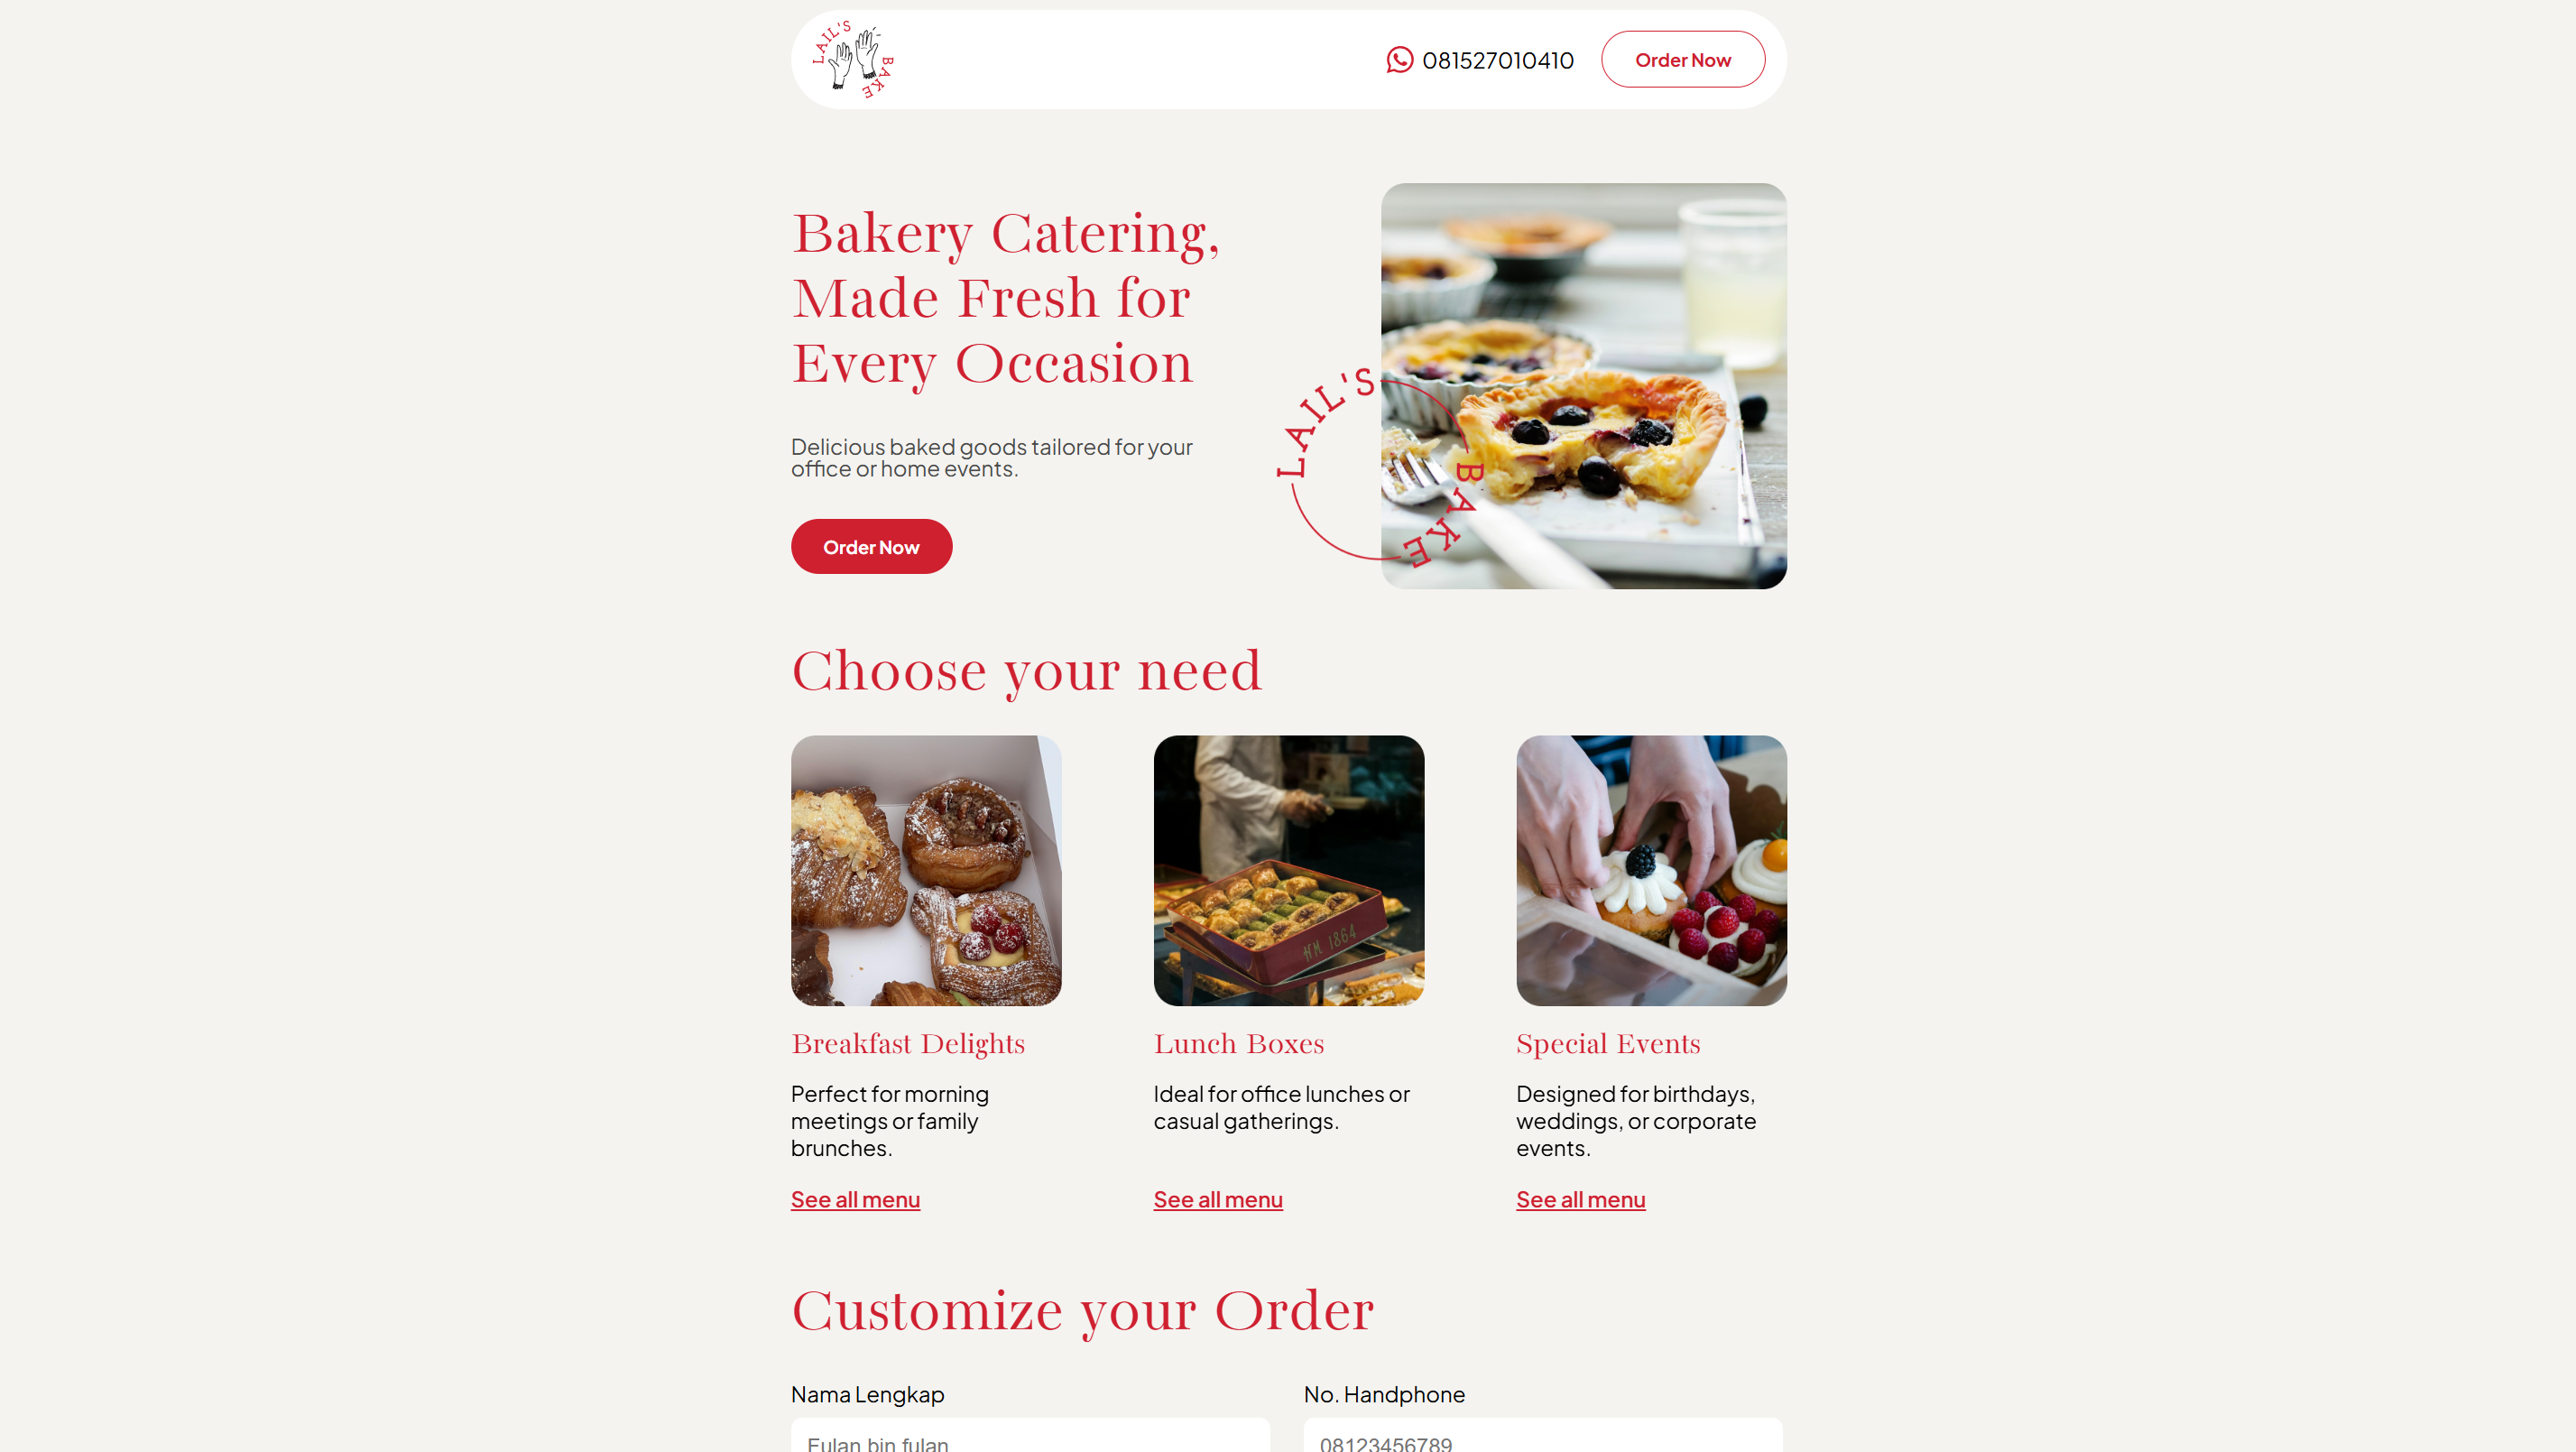 LAIL'S BAKE
081527010410
Order Now
Bakery Catering,
Made Fresh for
Every Occasion
Delicious baked goods tailored for your
office or home events.
Order Now
LAIL'S BAKE
Choose your need
HM 1864
Breakfast Delights
Perfect for morning
meetings or family
brunches.
See all menu
Lunch Boxes
Ideal for office lunches or
casual gatherings.
See all menu
Special Events
Designed for birthdays,
weddings, or corporate
events.
See all menu
Customize your Order
Nama Lengkap
Fulan bin fulan
No. Handphone
08123456789